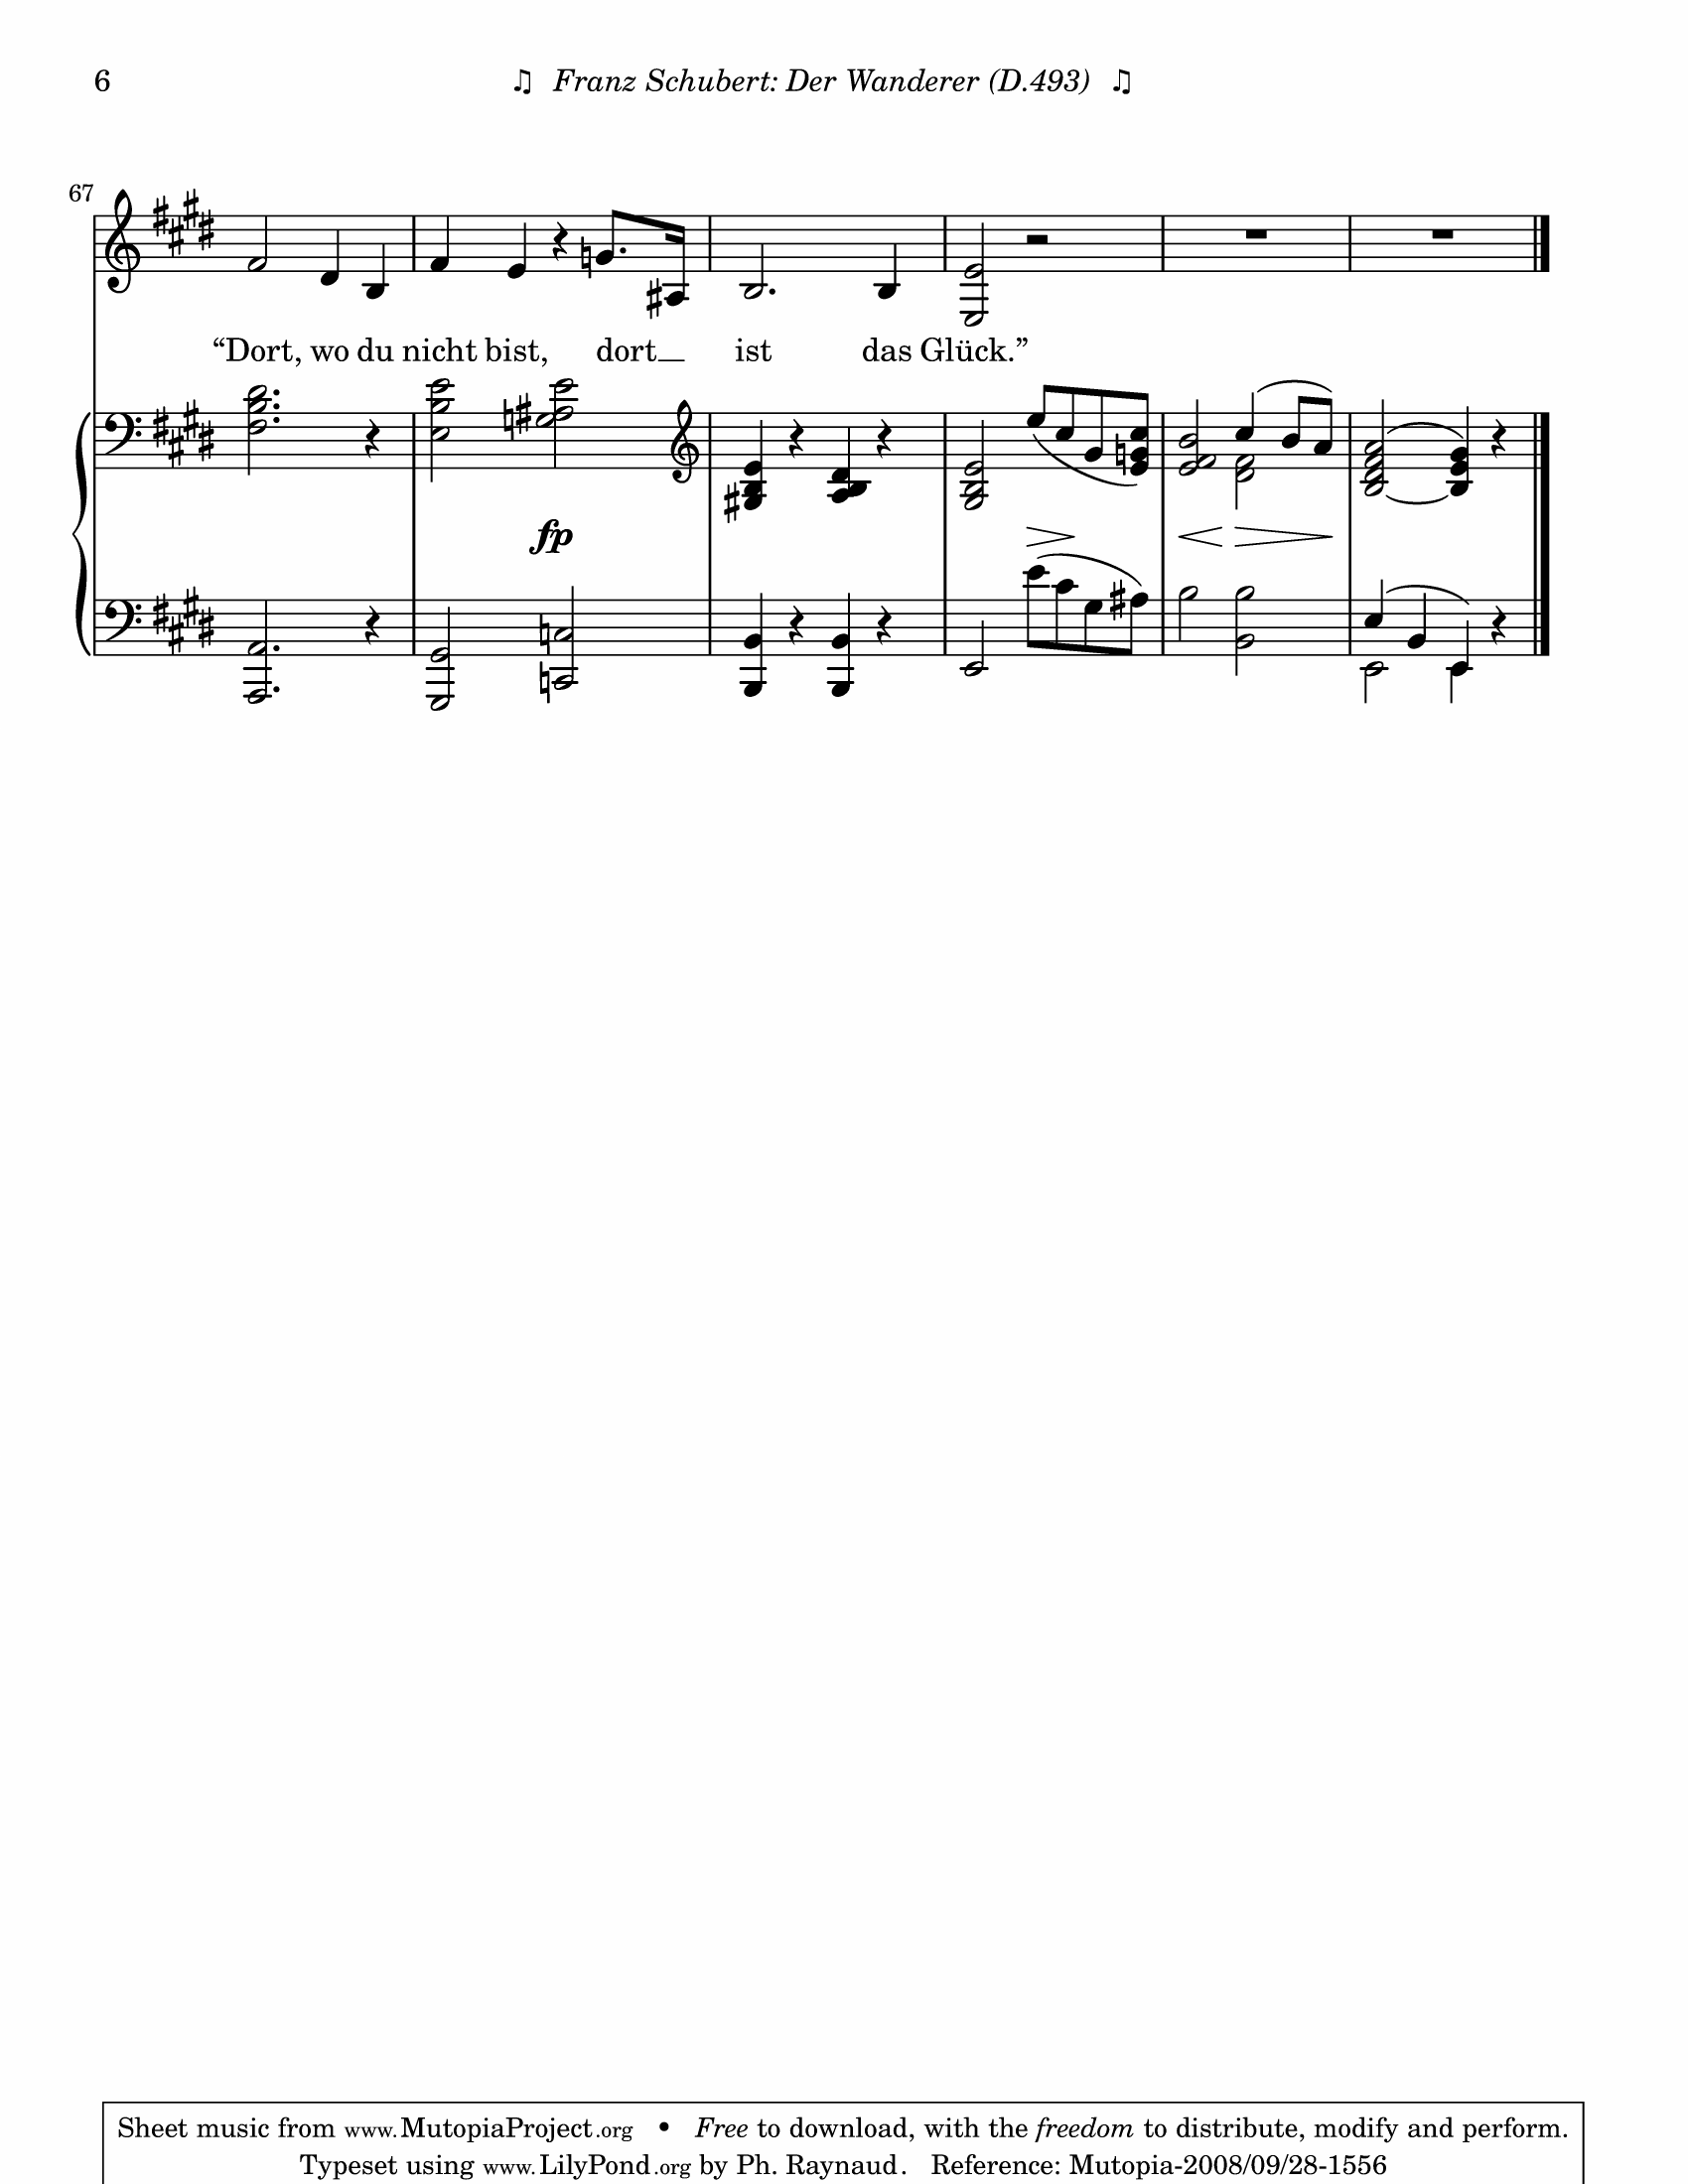 6 ♫ Franz Schubert: Der Wanderer (D.493) ♫
67
“Dort, wo du nicht bist, dort __ ist das Glück.”
fp
Sheet music from www.MutopiaProject.org • Free to download, with the freedom to distribute, modify and perform.
Typeset using www.LilyPond.org by Ph. Raynaud. Reference: Mutopia-2008/09/28-1556